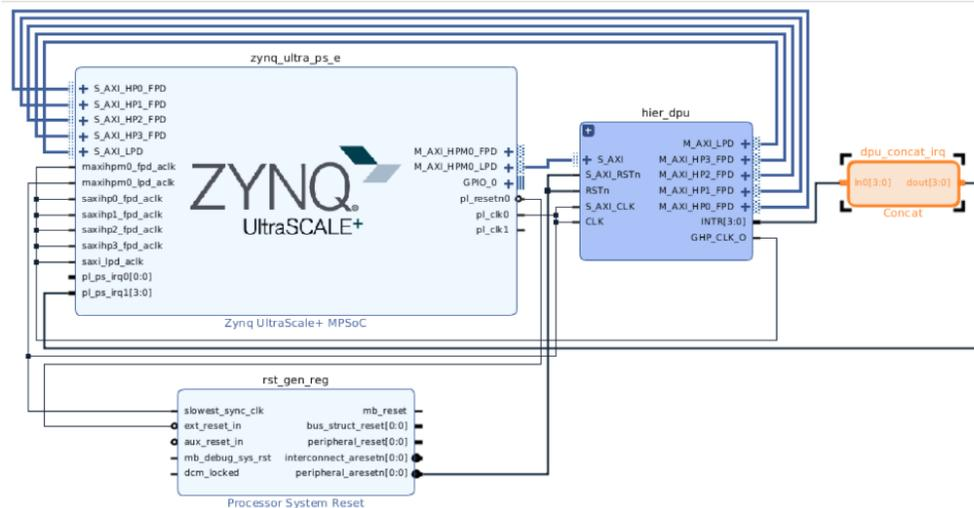 zynq_ultra_ps_e
S_AXI_HP0_FPD
S_AXI_HP1_FPD
S_AXI_HP2_FPD
S_AXI_HP3_FPD
S_AXI_LPD
maxihpm0_fpd_aclk
maxihpm0_lpd_aclk
saxihp0_fpd_aclk
saxihp1_fpd_aclk
saxihp2_fpd_aclk
saxihp3_fpd_aclk
saxi_lpd_aclk
pl_ps_irq0[0:0]
pl_ps_irq1[3:0]
ZYNQ
UltraSCALE+
M_AXI_HPM0_FPD
M_AXI_HPM0_LPD
GPIO_0
pl_resetn0
pl_clk0
pl_clk1
Zynq UltraScale+ MPSoC
hier_dpu
S_AXI
S_AXI_RSTn
RSTn
S_AXI_CLK
CLK
M_AXI_LPD
M_AXI_HP3_FPD
M_AXI_HP2_FPD
M_AXI_HP1_FPD
M_AXI_HP0_FPD
INTR[3:0]
GHP_CLK_O
dpu_concat_irq
In0[3:0]
dout[3:0]
Concat
rst_gen_reg
slowest_sync_clk
ext_reset_in
aux_reset_in
mb_debug_sys_rst
dcm_locked
mb_reset
bus_struct_reset[0:0]
peripheral_reset[0:0]
interconnect_aresetn[0:0]
peripheral_aresetn[0:0]
Processor System Reset